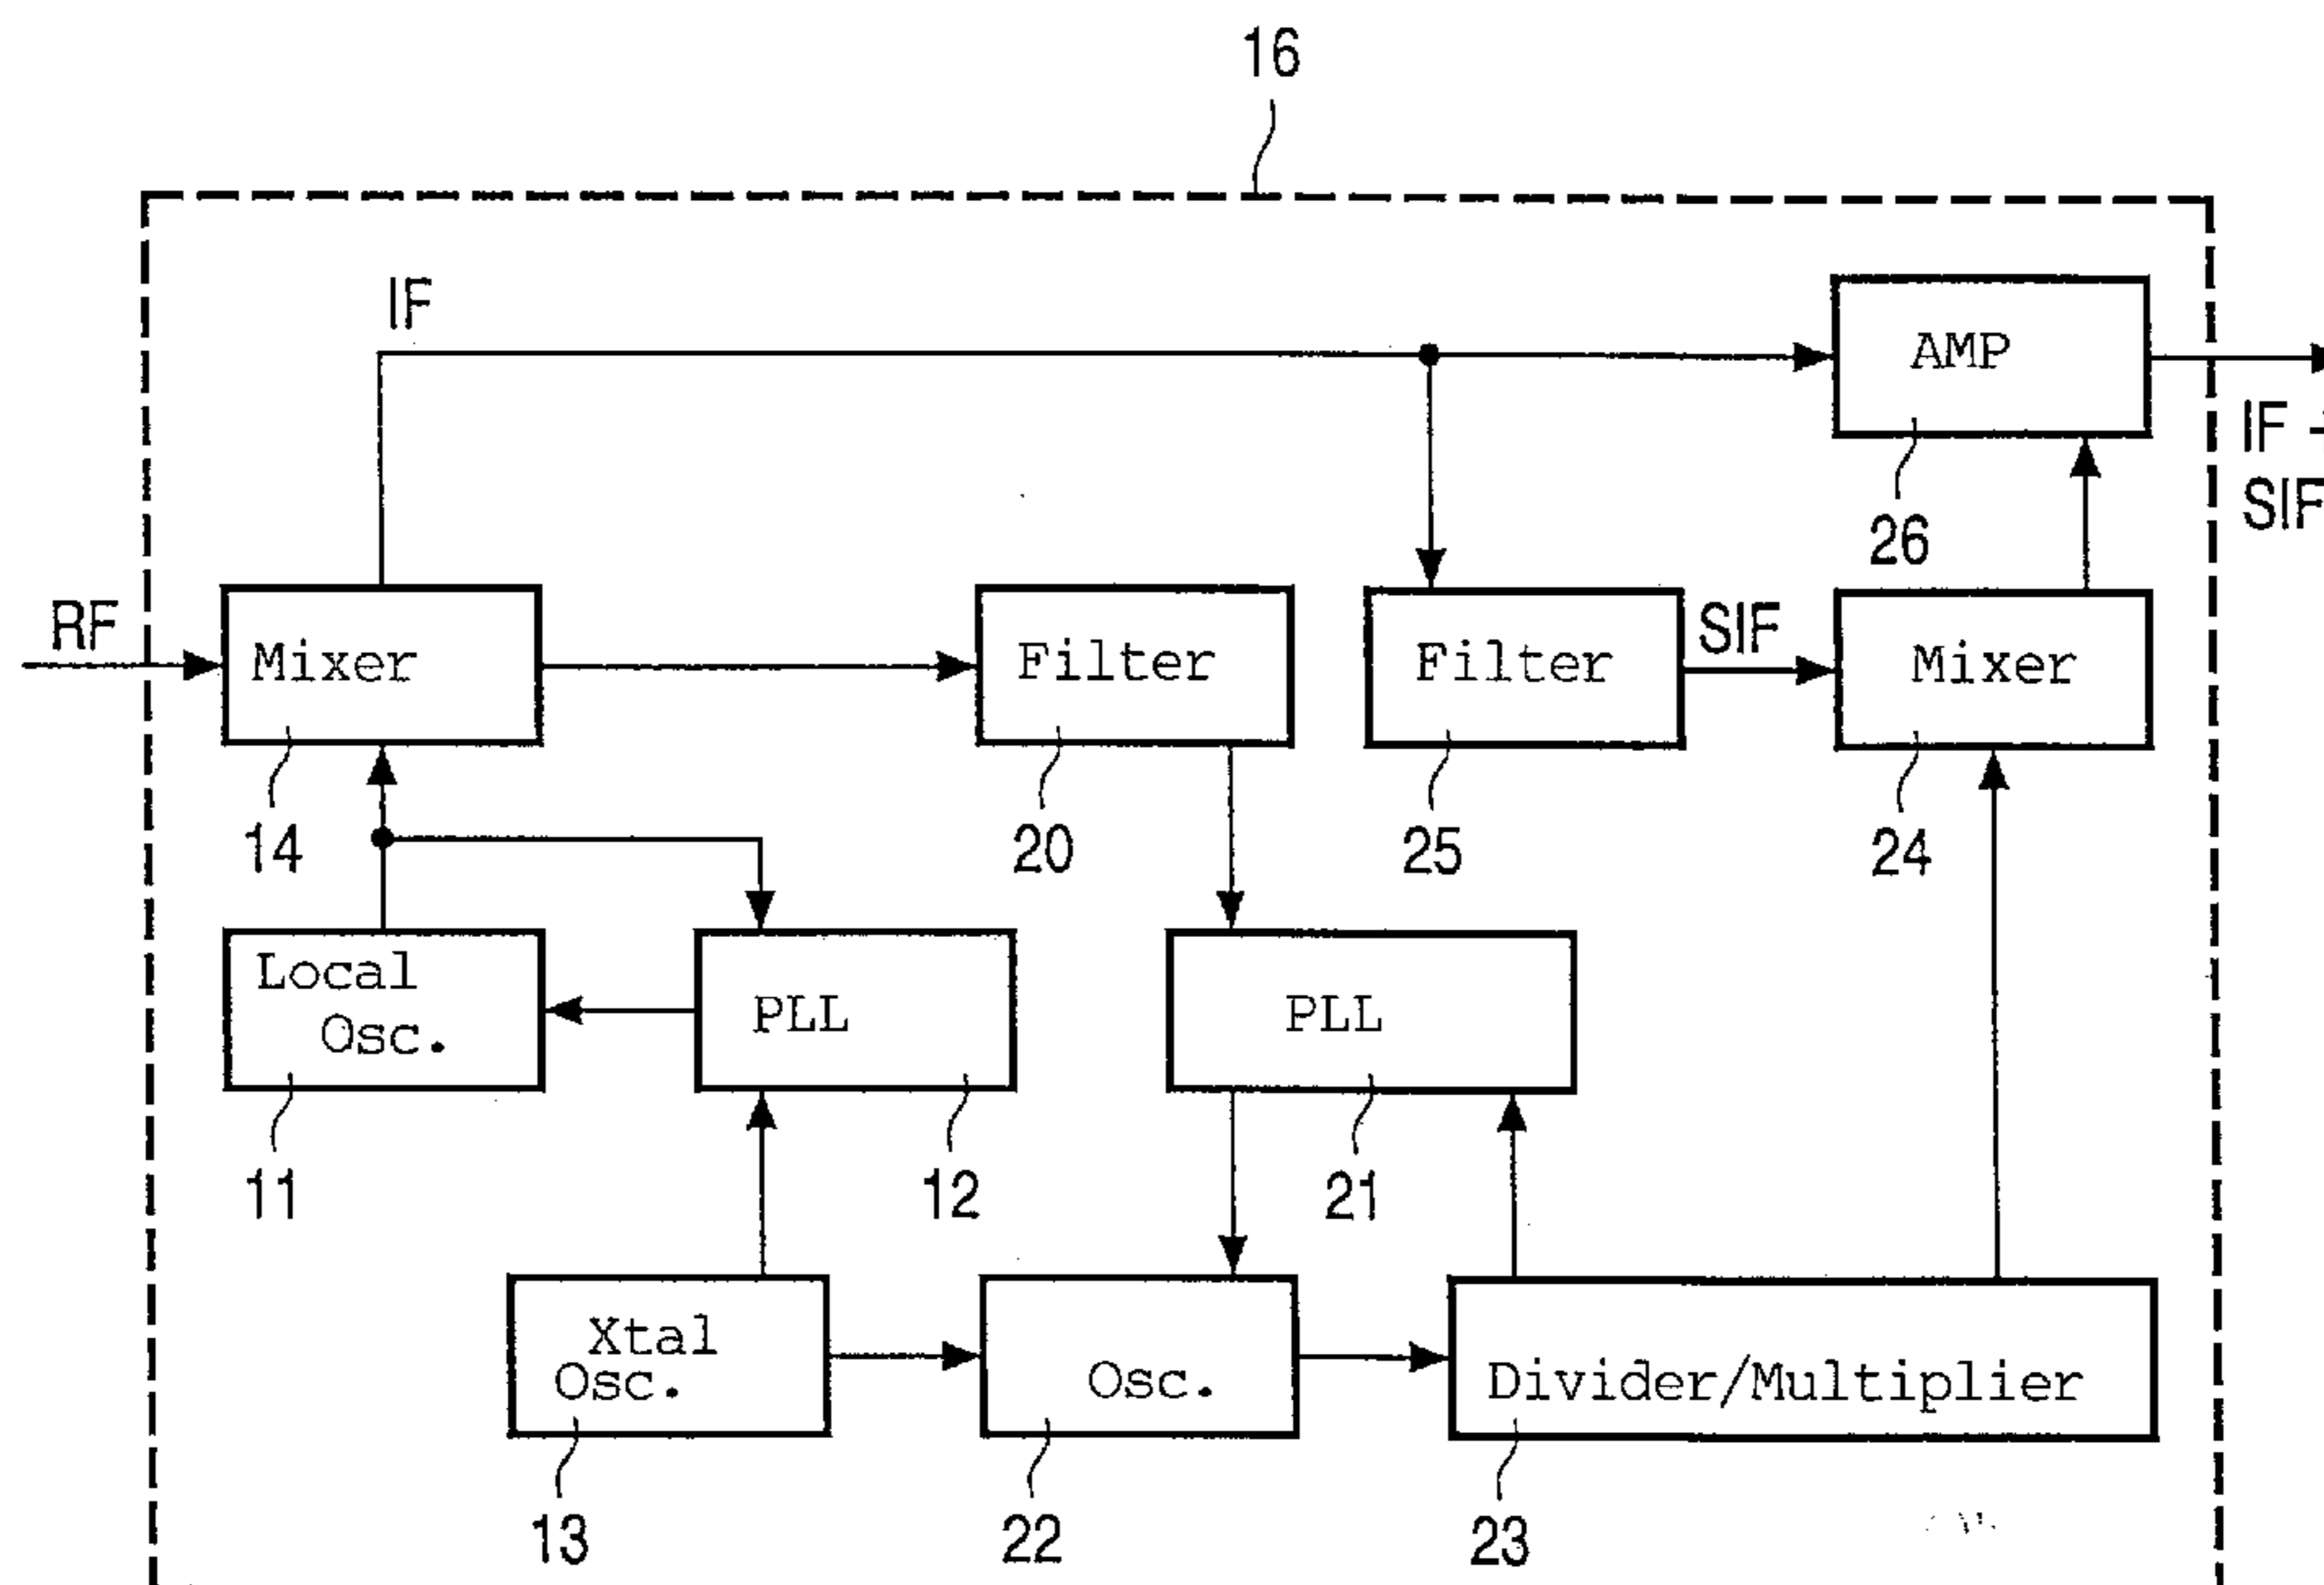 16
IF
AMP
IF +
SIF
26
RF
Mixer
Filter
Filter
SIF
Mixer
14
20
25
24
Local
Osc.
PLL
PLL
11
12
21
Xtal
Osc.
Osc.
Divider/Multiplier
13
22
23